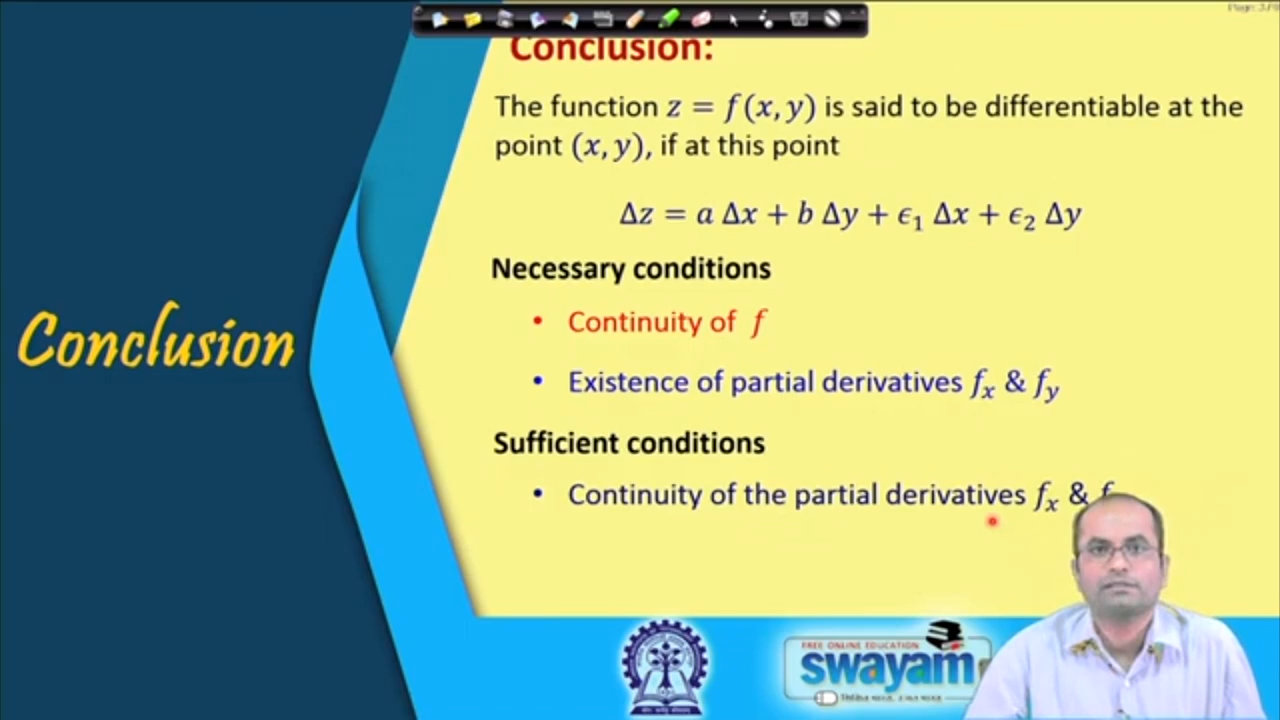 Conclusion:
The function z = f(x, y) is said to be differentiable at the
point (x, y), if at this point
Δz = a Δx + b Δy + ϵ₁ Δx + ϵ₂ Δy
Necessary conditions
• Continuity of f
• Existence of partial derivatives fₓ & f_y
Sufficient conditions
• Continuity of the partial derivatives fₓ & f
Conclusion
FREE ONLINE EDUCATION
swayam